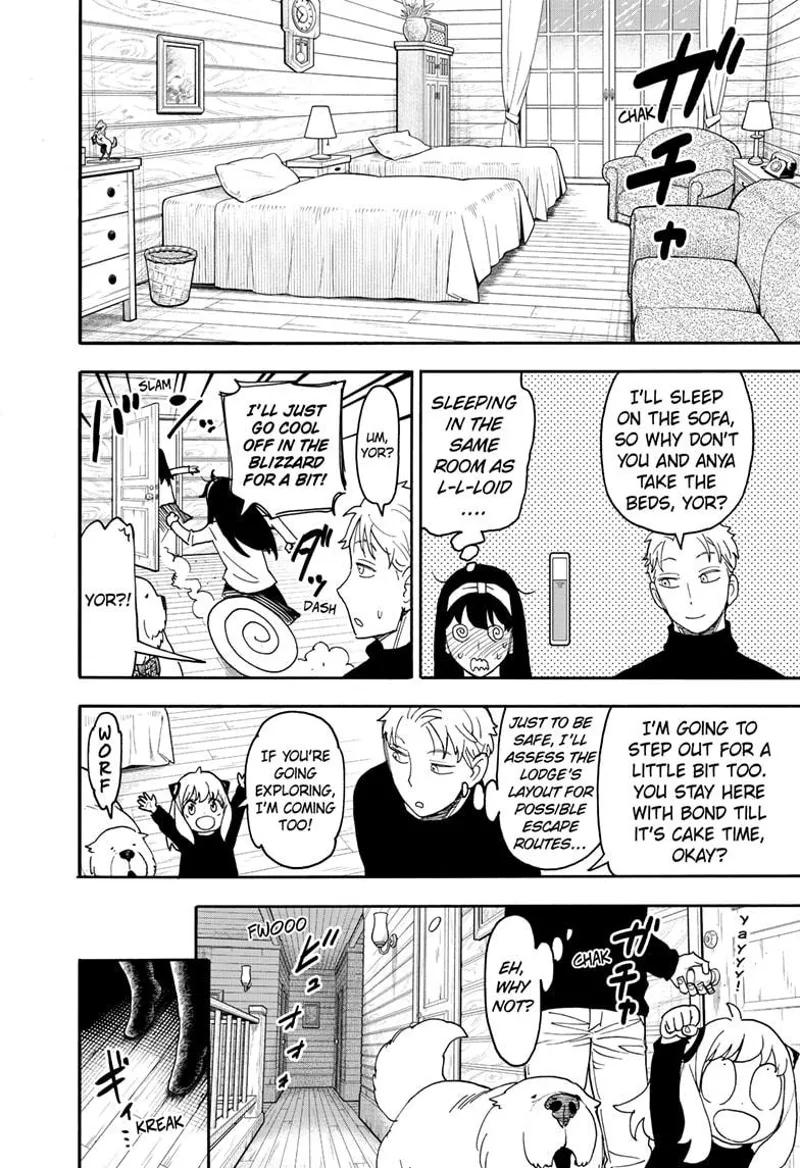 CHAK
ガチャ
I'LL SLEEP
ON THE SOFA,
SO WHY DON'T
YOU AND ANYA
TAKE THE
BEDS, YOR?
SLEEPING
IN THE
SAME
ROOM AS
L-L-LOID
....
UM,
YOR?
I'LL JUST
GO COOL
OFF IN THE
BLIZZARD
FOR A BIT!
SLAM
ダッ
DASH
YOR?!
I'M GOING TO
STEP OUT FOR A
LITTLE BIT TOO.
YOU STAY HERE
WITH BOND TILL
IT'S CAKE TIME,
OKAY?
JUST TO BE
SAFE, I'LL
ASSESS THE
LODGE'S
LAYOUT FOR
POSSIBLE
ESCAPE
ROUTES...
IF YOU'RE
GOING
EXPLORING,
I'M COMING
TOO!
WORF
Yayyy!
CHAK
ガチャ
EH,
WHY
NOT?
FWOOO
ビュオオ
ギィ…
KREAK